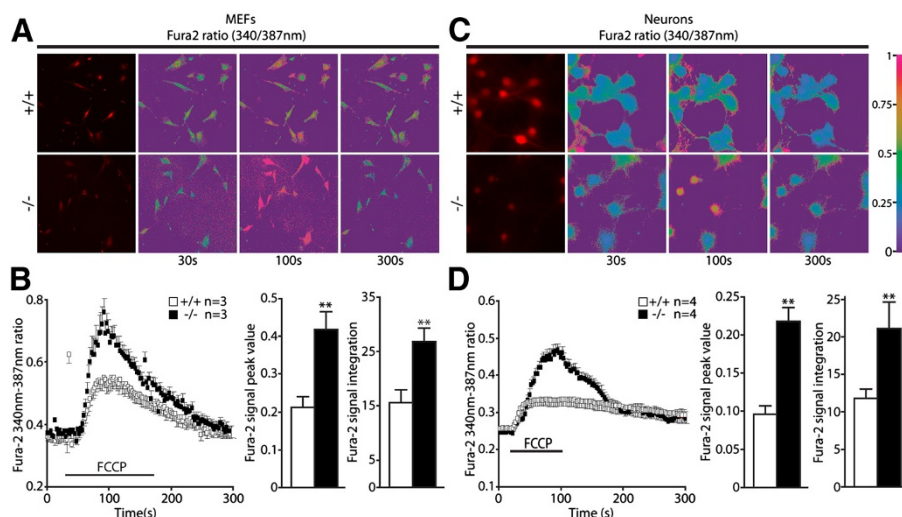 A
MEFs
Fura2 ratio (340/387nm)
+/+
-/-
30s
100s
300s
C
Neurons
Fura2 ratio (340/387nm)
+/+
-/-
30s
100s
300s
1
0.75
0.5
0.25
0
B
Fura-2 340nm-387nm ratio
0.8
0.6
0.4
0.2
+/+ n=3
-/- n=3
FCCP
0
100
200
300
Time(s)
Fura-2 signal peak value
0.5
0.4
0.3
0.2
0.1
0
**
Fura-2 signal integration
35
25
15
0
**
D
Fura-2 340nm-387nm ratio
0.6
0.5
0.4
0.3
0.2
0.1
+/+ n=4
-/- n=4
FCCP
0
100
200
300
Time(s)
Fura-2 signal peak value
0.25
0.20
0.15
0.10
0.05
0
**
Fura-2 signal integration
25
20
15
10
5
0
**